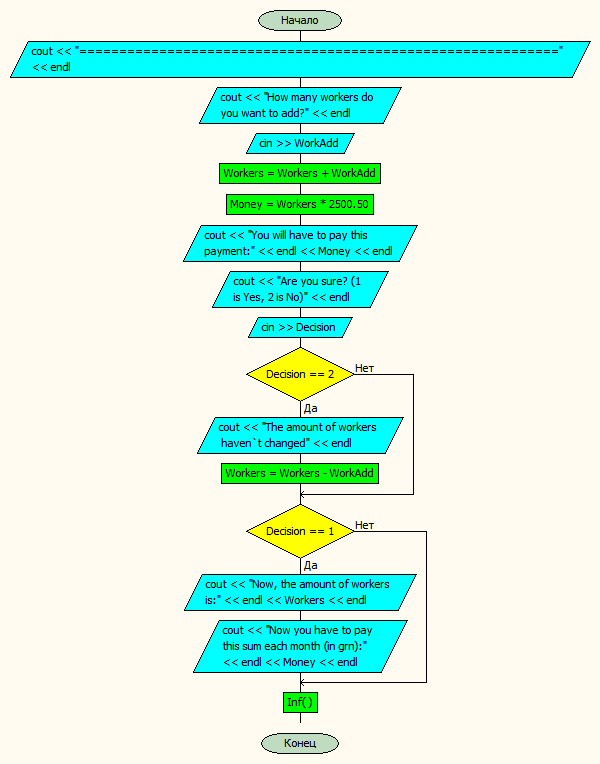 Начало
cout << "============================================================"
<< endl
cout << "How many workers do
you want to add?" << endl
cin >> WorkAdd
Workers = Workers + WorkAdd
Money = Workers * 2500.50
cout << "You will have to pay this
payment:" << endl << Money << endl
cout << "Are you sure? (1
is Yes, 2 is No)" << endl
cin >> Decision
Decision == 2
Нет
Да
cout << "The amount of workers
haven`t changed" << endl
Workers = Workers - WorkAdd
Decision == 1
Нет
Да
cout << "Now, the amount of workers
is:" << endl << Workers << endl
cout << "Now you have to pay
this sum each month (in grn):"
<< endl << Money << endl
Inf()
Конец